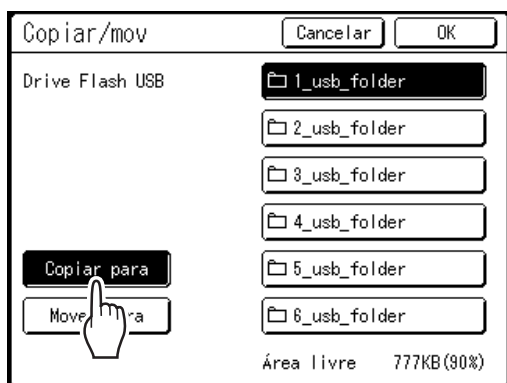 Copiar/mov
Cancelar
OK
Drive Flash USB
1_usb_folder
2_usb_folder
3_usb_folder
4_usb_folder
5_usb_folder
6_usb_folder
Copiar para
Área livre 777KB(90%)